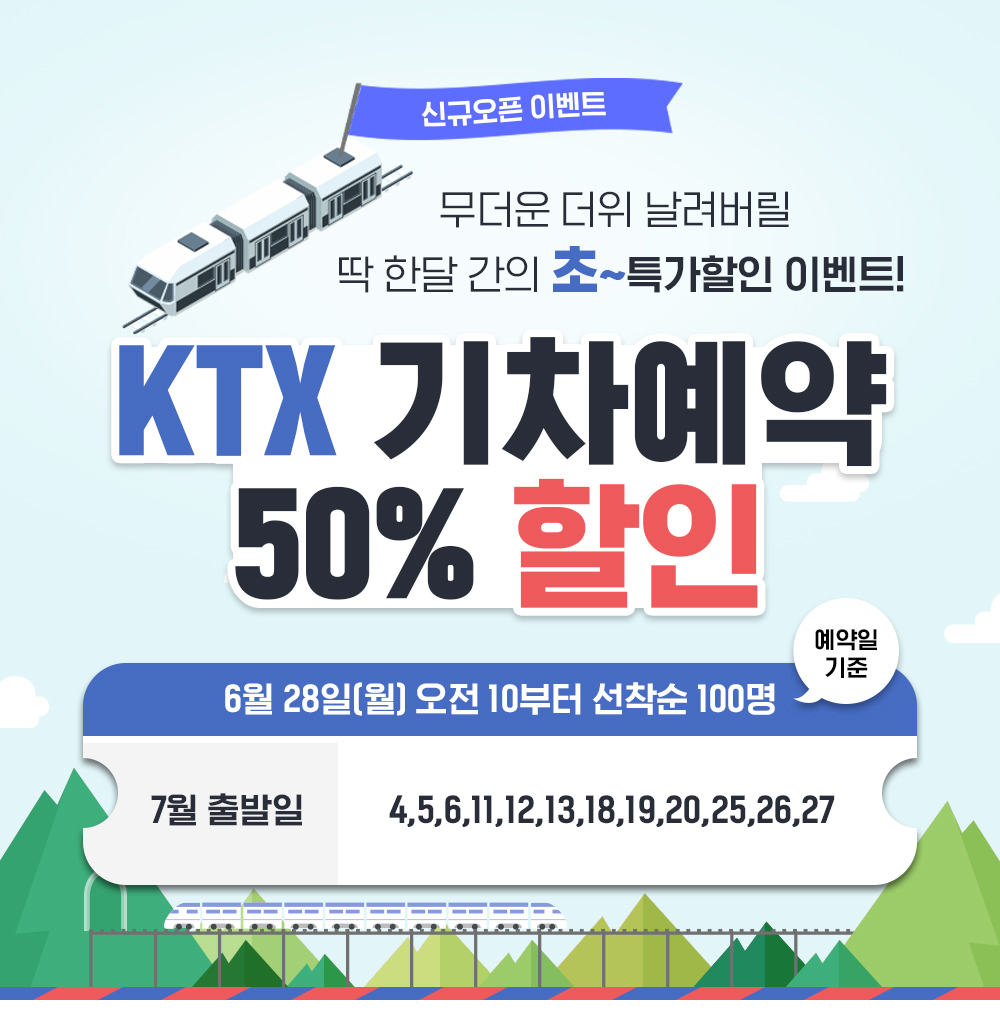 신규오픈 이벤트
무더운 더위 날려버릴
딱 한달 간의 초~특가할인 이벤트!
KTX 기차예약
50% 할인
예약일
기준
6월 28일(월) 오전 10부터 선착순 100명
7월 출발일
4,5,6,11,12,13,18,19,20,25,26,27